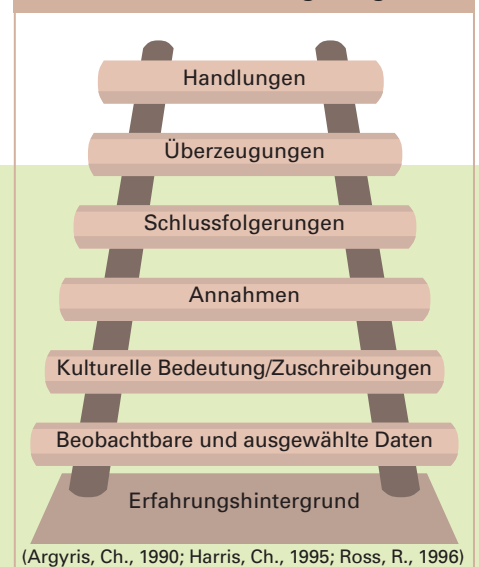 Handlungen
Überzeugungen
Schlussfolgerungen
Annahmen
Kulturelle Bedeutung/Zuschreibungen
Beobachtbare und ausgewählte Daten
Erfahrungshintergrund
(Argyris, Ch., 1990; Harris, Ch., 1995; Ross, R., 1996)